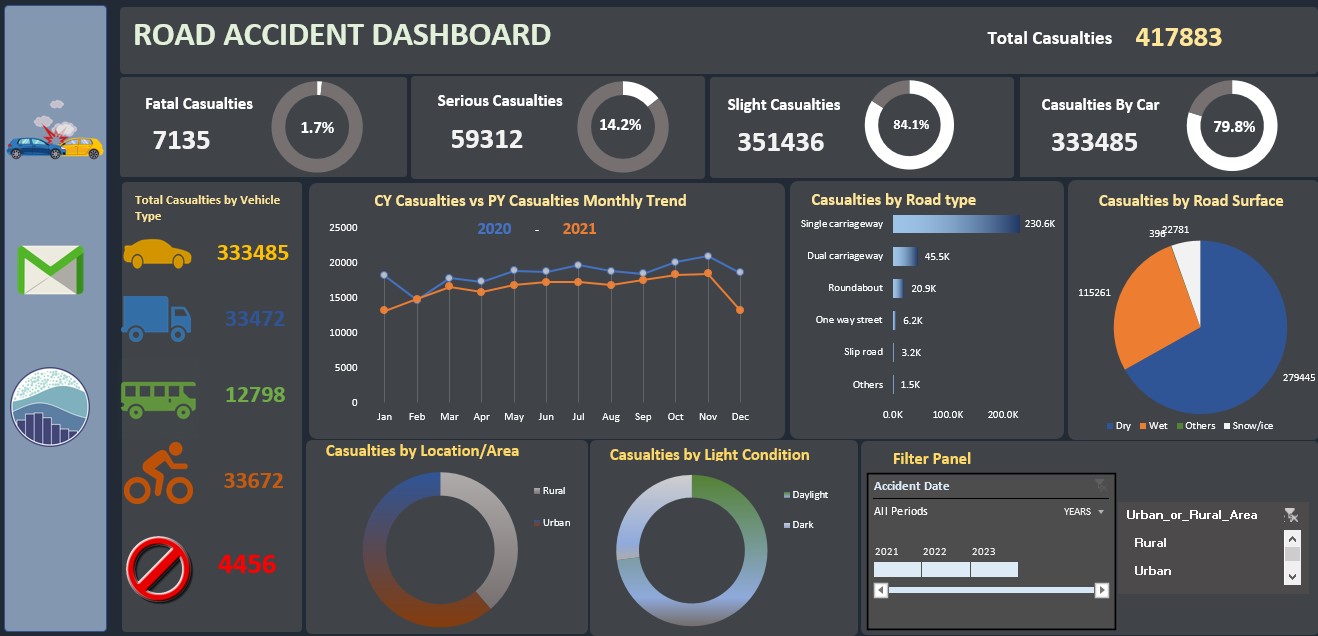 ROAD ACCIDENT DASHBOARD
Total Casualties 417883
Fatal Casualties
7135
1.7%
Serious Casualties
59312
14.2%
Slight Casualties
351436
84.1%
Casualties By Car
333485
79.8%
Total Casualties by Vehicle
Type
333485
33472
12798
33672
4456
CY Casualties vs PY Casualties Monthly Trend
2020 - 2021
25000
20000
15000
10000
5000
0
Jan Feb Mar Apr May Jun Jul Aug Sep Oct Nov Dec
Casualties by Road type
Single carriageway 230.6K
Dual carriageway 45.5K
Roundabout 20.9K
One way street 6.2K
Slip road 3.2K
Others 1.5K
0.0K 100.0K 200.0K
Casualties by Road Surface
396 22781
115261
279445
Dry Wet Others Snow/ice
Casualties by Location/Area
Rural
Urban
Casualties by Light Condition
Daylight
Dark
Filter Panel
Accident Date
All Periods YEARS
2021 2022 2023
Urban_or_Rural_Area
Rural
Urban